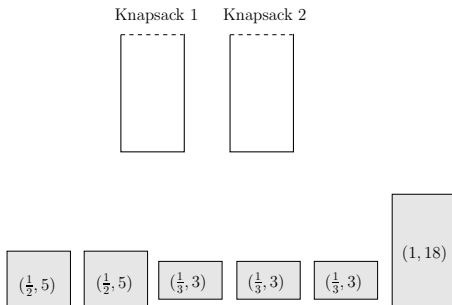 Knapsack 1 Knapsack 2
(1, 18)
(½, 5) (½, 5) (⅓, 3) (⅓, 3) (⅓, 3)